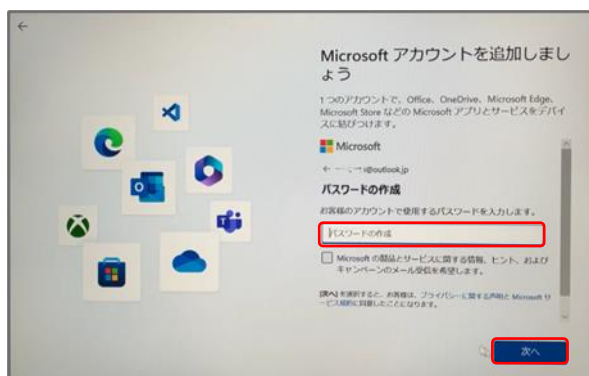 Microsoft アカウントを追加しまし
ょう
1 つのアカウントで、Office、OneDrive、Microsoft Edge、
Microsoft Store などの Microsoft アプリとサービスをデバイ
スに結びつけます。
Microsoft
@outlook.jp
パスワードの作成
お客様のアカウントで使用するパスワードを入力します。
パスワードの作成
Microsoft の製品とサービスに関する情報、ヒント、および
キャンペーンのメール受信を希望します。
[次へ] を選択すると、お客様は、プライバシーに関する声明と Microsoft サ
ービス規約に同意したことになります。
次へ